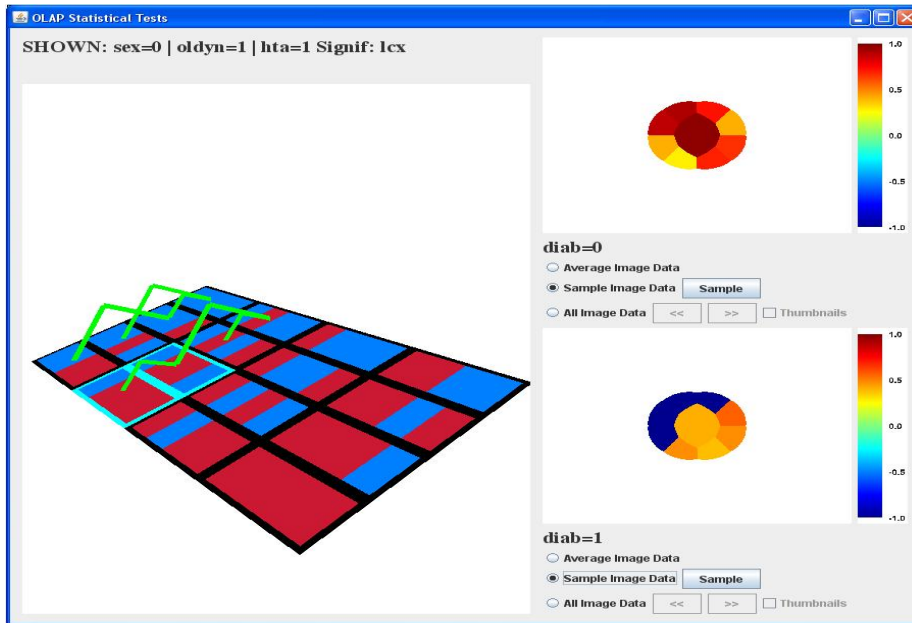 OLAP Statistical Tests
SHOWN: sex=0 | oldyn=1 | hta=1 Signif: lcx
1.0
0.5
0.0
-0.5
-1.0
diab=0
Average Image Data
Sample Image Data Sample
All Image Data << >> Thumbnails
1.0
0.5
0.0
-0.5
-1.0
diab=1
Average Image Data
Sample Image Data Sample
All Image Data << >> Thumbnails